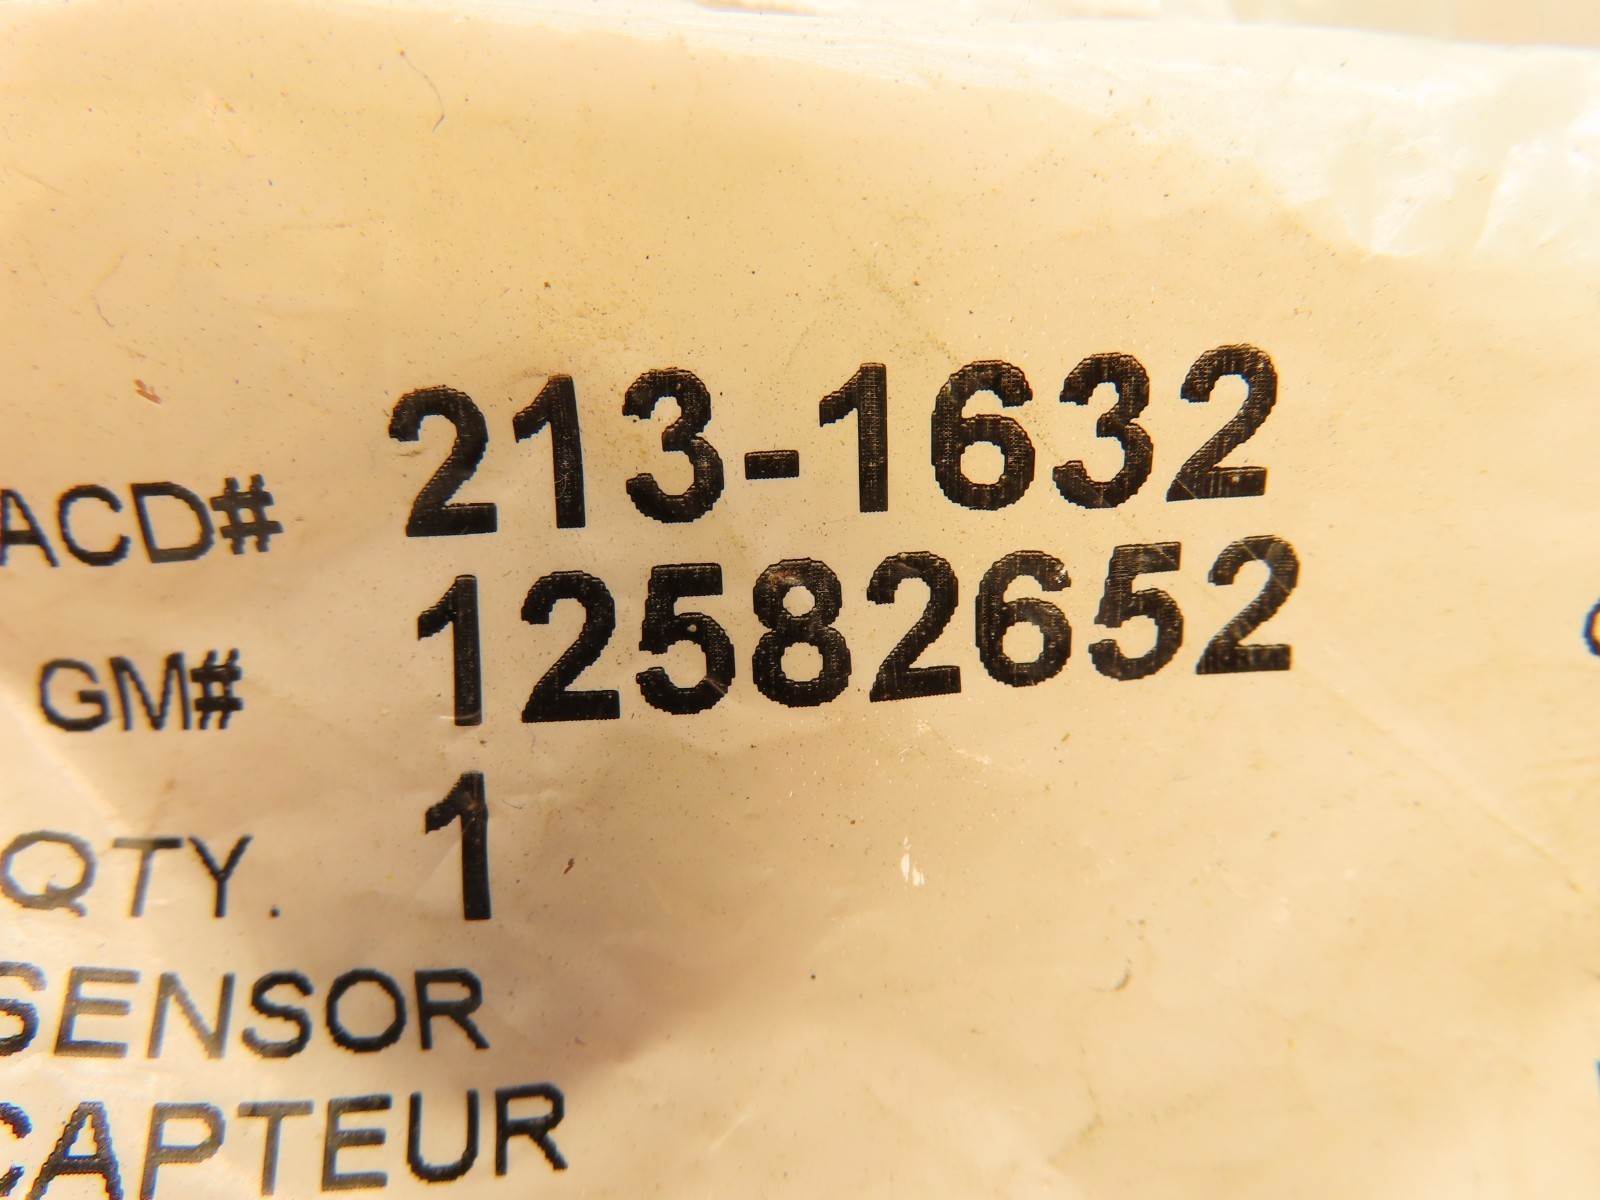 ACD# 213-1632
GM# 12582652
QTY. 1
SENSOR
CAPTEUR